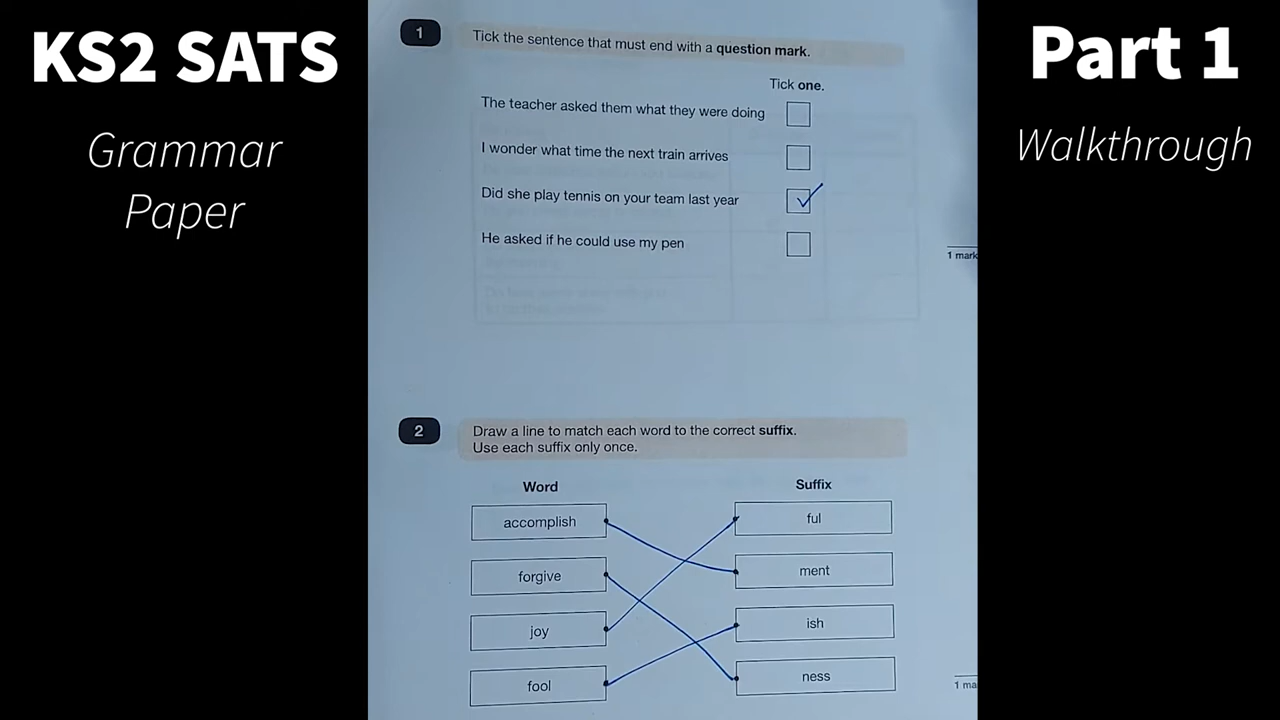 KS2 SATS
Grammar
Paper
Part 1
Walkthrough
1
Tick the sentence that must end with a question mark.
Tick one.
The teacher asked them what they were doing
I wonder what time the next train arrives
Did she play tennis on your team last year
He asked if he could use my pen
1 mark
2
Draw a line to match each word to the correct suffix.
Use each suffix only once.
Word
Suffix
accomplish
ful
forgive
ment
joy
ish
fool
ness
1 ma